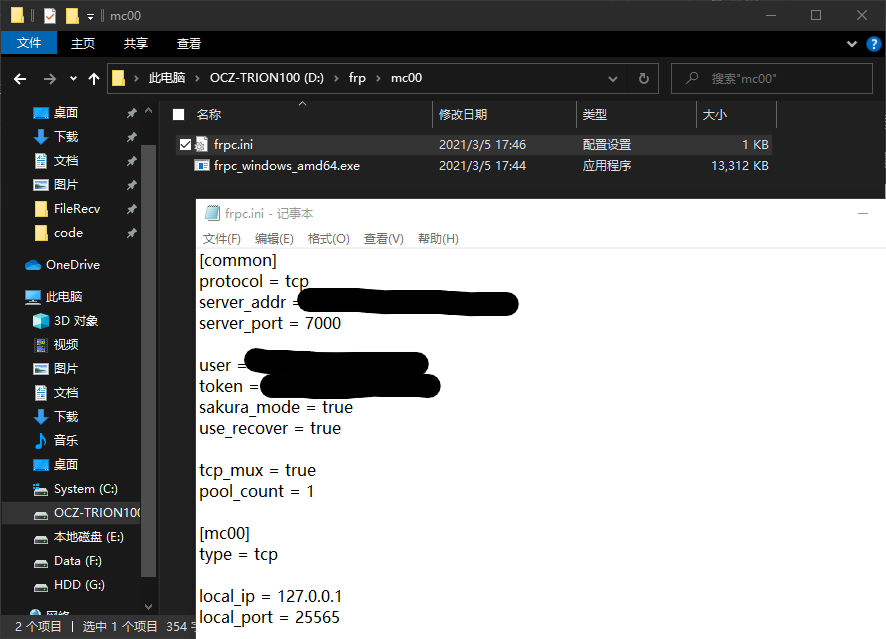 mc00
文件 主页 共享 查看
此电脑 › OCZ-TRION100 (D:) › frp › mc00
搜索"mc00"
名称 修改日期 类型 大小
frpc.ini 2021/3/5 17:46 配置设置 1 KB
frpc_windows_amd64.exe 2021/3/5 17:44 应用程序 13,312 KB
桌面
下载
文档
图片
FileRecv
code
OneDrive
此电脑
3D 对象
视频
图片
文档
下载
音乐
桌面
System (C:)
OCZ-TRION100
本地磁盘 (E:)
Data (F:)
HDD (G:)
网络
2 个项目 选中 1 个项目 354
frpc.ini - 记事本
文件(F) 编辑(E) 格式(O) 查看(V) 帮助(H)
[common]
protocol = tcp
server_addr =
server_port = 7000
user =
token =
sakura_mode = true
use_recover = true
tcp_mux = true
pool_count = 1
[mc00]
type = tcp
local_ip = 127.0.0.1
local_port = 25565